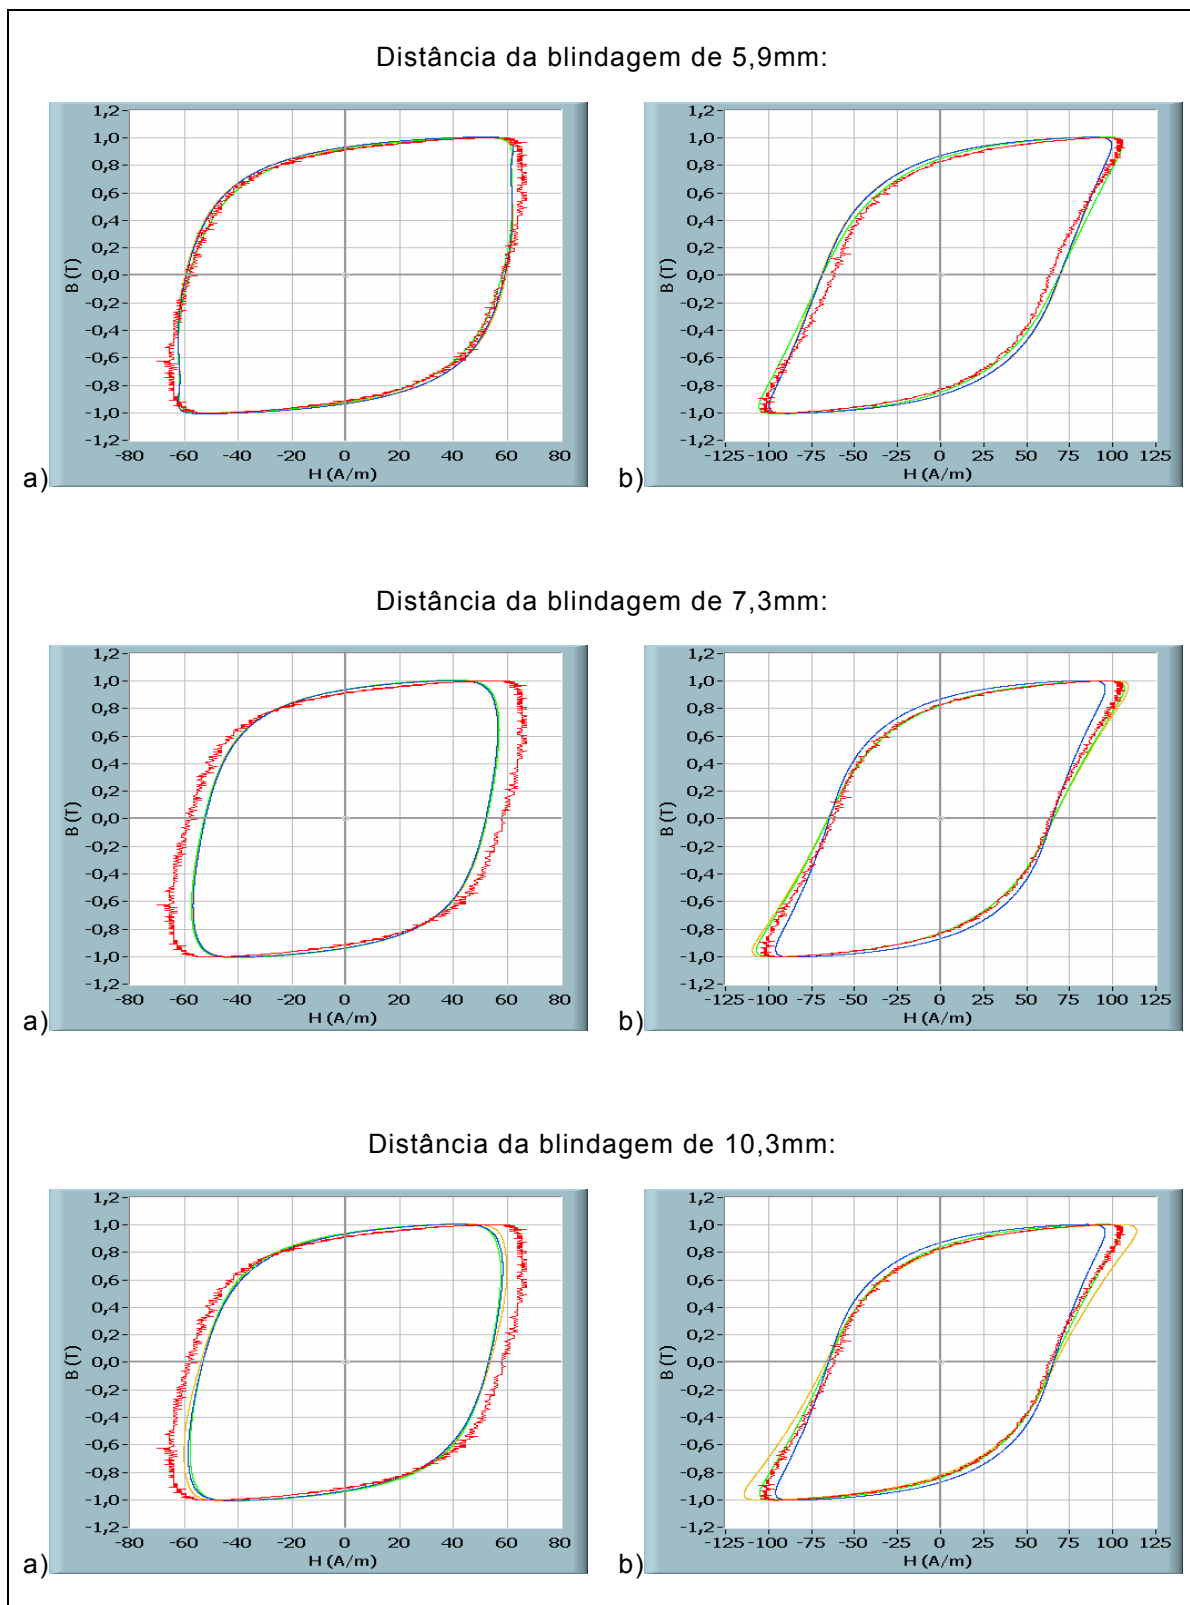 Distância da blindagem de 5,9mm:
1,2
1,0
0,8
0,6
0,4
0,2
0,0
-0,2
-0,4
-0,6
-0,8
-1,0
-1,2
B (T)
-80 -60 -40 -20 0 20 40 60 80
H (A/m)
a)
1,2
1,0
0,8
0,6
0,4
0,2
0,0
-0,2
-0,4
-0,6
-0,8
-1,0
-1,2
B (T)
-125 -100 -75 -50 -25 0 25 50 75 100 125
H (A/m)
b)
Distância da blindagem de 7,3mm:
1,2
1,0
0,8
0,6
0,4
0,2
0,0
-0,2
-0,4
-0,6
-0,8
-1,0
-1,2
B (T)
-80 -60 -40 -20 0 20 40 60 80
H (A/m)
a)
1,2
1,0
0,8
0,6
0,4
0,2
0,0
-0,2
-0,4
-0,6
-0,8
-1,0
-1,2
B (T)
-125 -100 -75 -50 -25 0 25 50 75 100 125
H (A/m)
b)
Distância da blindagem de 10,3mm:
1,2
1,0
0,8
0,6
0,4
0,2
0,0
-0,2
-0,4
-0,6
-0,8
-1,0
-1,2
B (T)
-80 -60 -40 -20 0 20 40 60 80
H (A/m)
a)
1,2
1,0
0,8
0,6
0,4
0,2
0,0
-0,2
-0,4
-0,6
-0,8
-1,0
-1,2
B (T)
-125 -100 -75 -50 -25 0 25 50 75 100 125
H (A/m)
b)